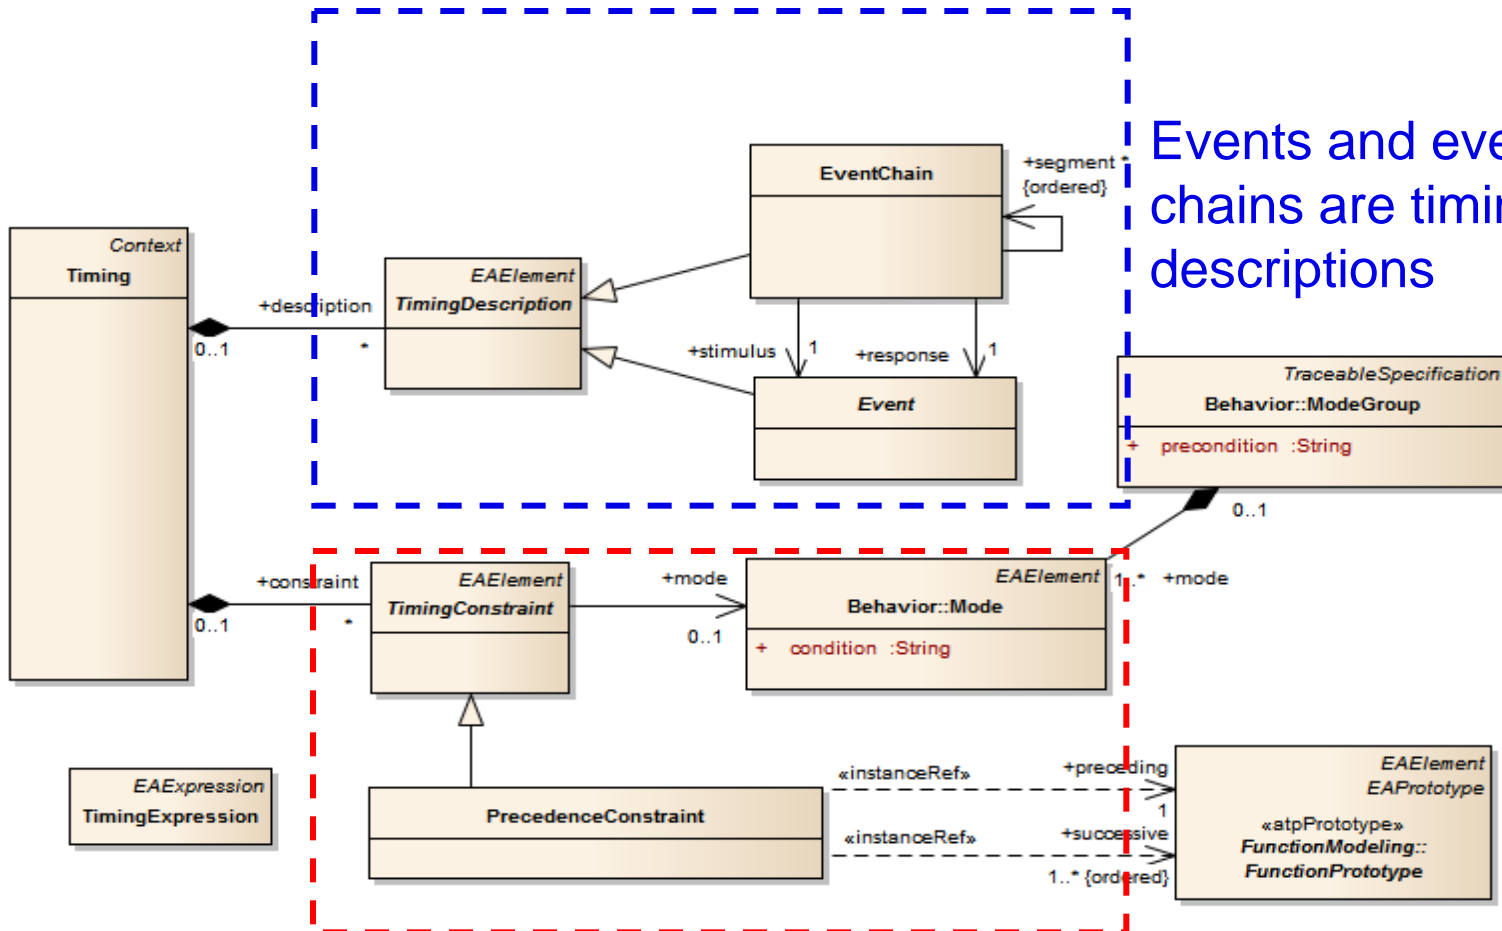 Events and eve
chains are timin
descriptions
EventChain
+segment *
{ordered}
Context
Timing
EAElement
TimingDescription
+description
0..1
*
+stimulus
1
+response
1
Event
TraceableSpecification
Behavior::ModeGroup
+ precondition :String
0..1
+constraint
0..1
*
EAElement
TimingConstraint
+mode
0..1
EAElement
Behavior::Mode
+ condition :String
1..* +mode
EAExpression
TimingExpression
PrecedenceConstraint
«instanceRef»
+preceding
1
«instanceRef»
+successive
1..* {ordered}
EAElement
EAPrototype
«atpPrototype»
FunctionModeling::
FunctionPrototype